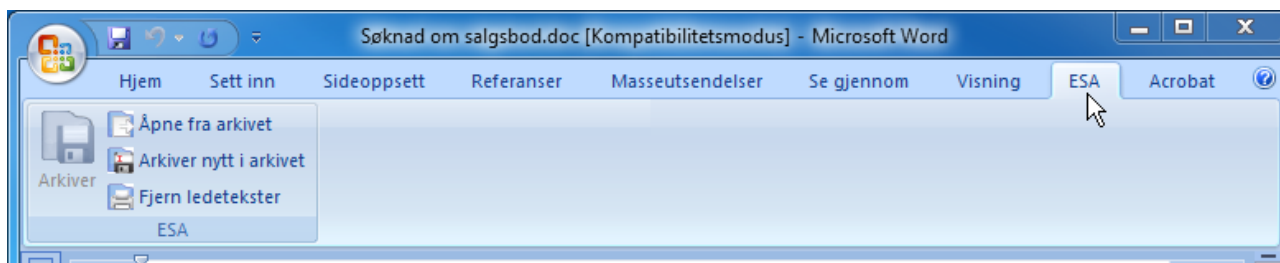 Søknad om salgsbod.doc [Kompatibilitetsmodus] - Microsoft Word
Hjem Sett inn Sideoppsett Referanser Masseutsendelser Se gjennom Visning ESA Acrobat
Åpne fra arkivet
Arkiver nytt i arkivet
Arkiver
Fjern ledetekster
ESA